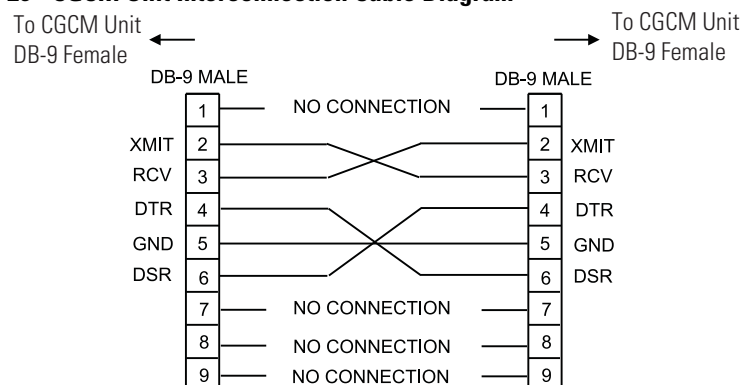 To CGCM Unit
DB-9 Female
To CGCM Unit
DB-9 Female
DB-9 MALE
DB-9 MALE
1 NO CONNECTION 1
XMIT 2 2 XMIT
RCV 3 3 RCV
DTR 4 4 DTR
GND 5 5 GND
DSR 6 6 DSR
7 NO CONNECTION 7
8 NO CONNECTION 8
9 NO CONNECTION 9